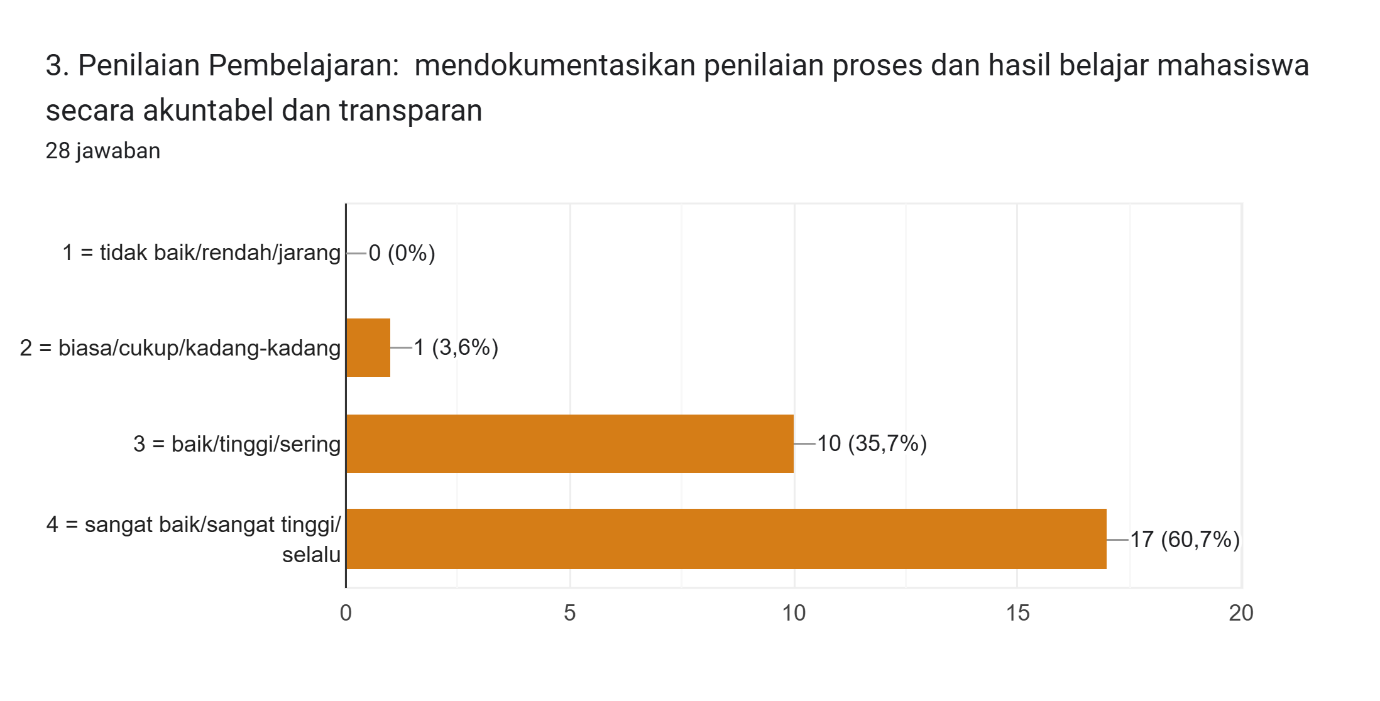 3. Penilaian Pembelajaran:  mendokumentasikan penilaian proses dan hasil belajar mahasiswa
secara akuntabel dan transparan
28 jawaban
1 = tidak baik/rendah/jarang
0 (0%)
2 = biasa/cukup/kadang-kadang
1 (3,6%)
3 = baik/tinggi/sering
10 (35,7%)
4 = sangat baik/sangat tinggi/
selalu
17 (60,7%)
0 5 10 15 20